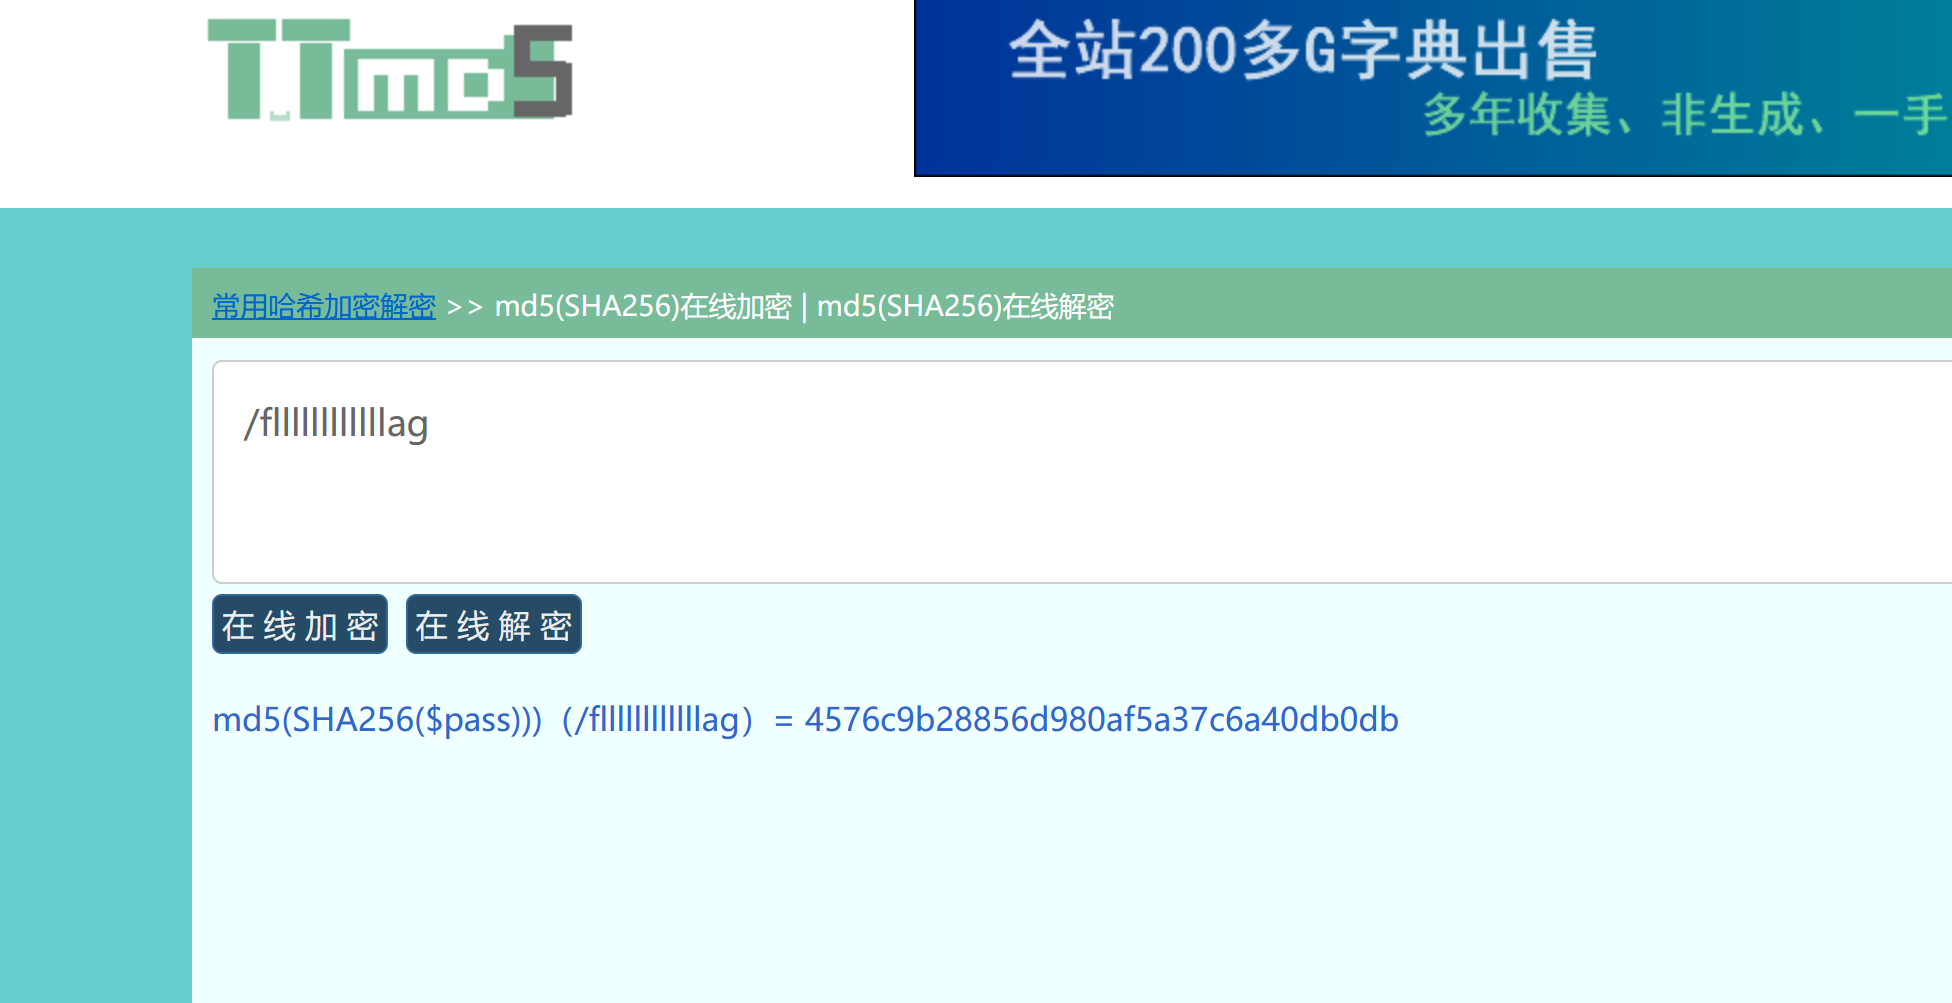 TTmd5
全站200多G字典出售
多年收集、非生成、一手
常用哈希加密解密 >> md5(SHA256)在线加密 | md5(SHA256)在线解密
/fllllllllllllag
在线加密 在线解密
md5(SHA256($pass)))（/fllllllllllllag）= 4576c9b28856d980af5a37c6a40db0db